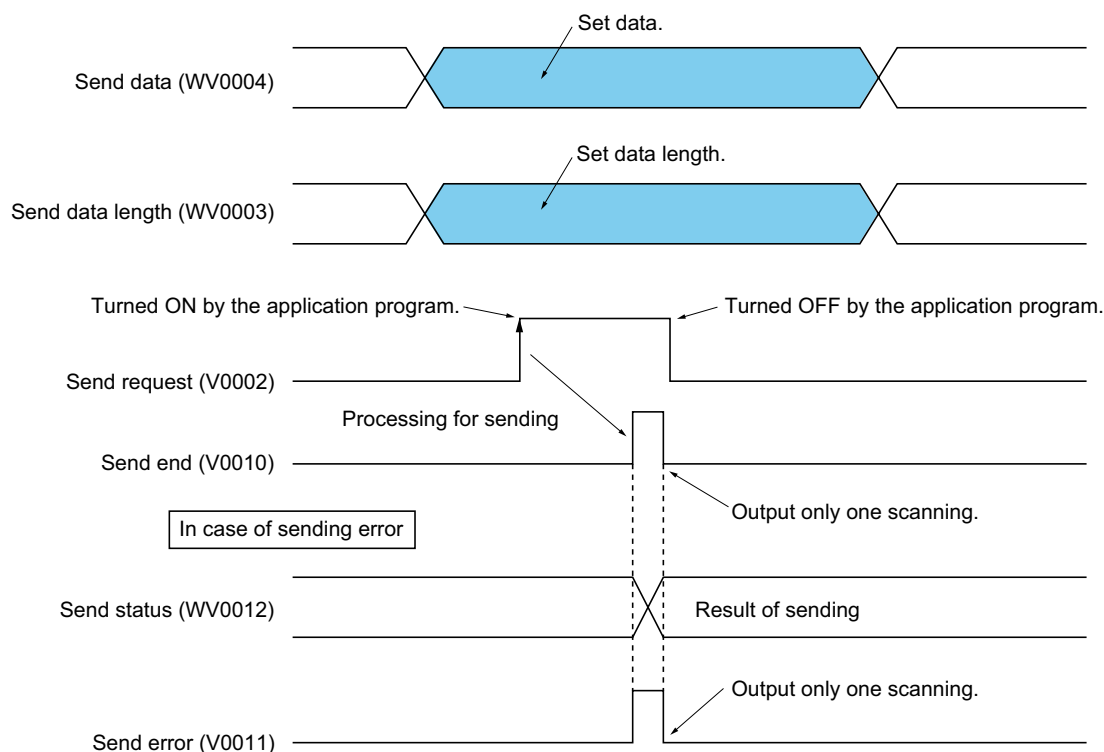 Set data.
Send data (WV0004)
Set data length.
Send data length (WV0003)
Turned ON by the application program.
Turned OFF by the application program.
Send request (V0002)
Processing for sending
Send end (V0010)
Output only one scanning.
In case of sending error
Send status (WV0012)
Result of sending
Output only one scanning.
Send error (V0011)